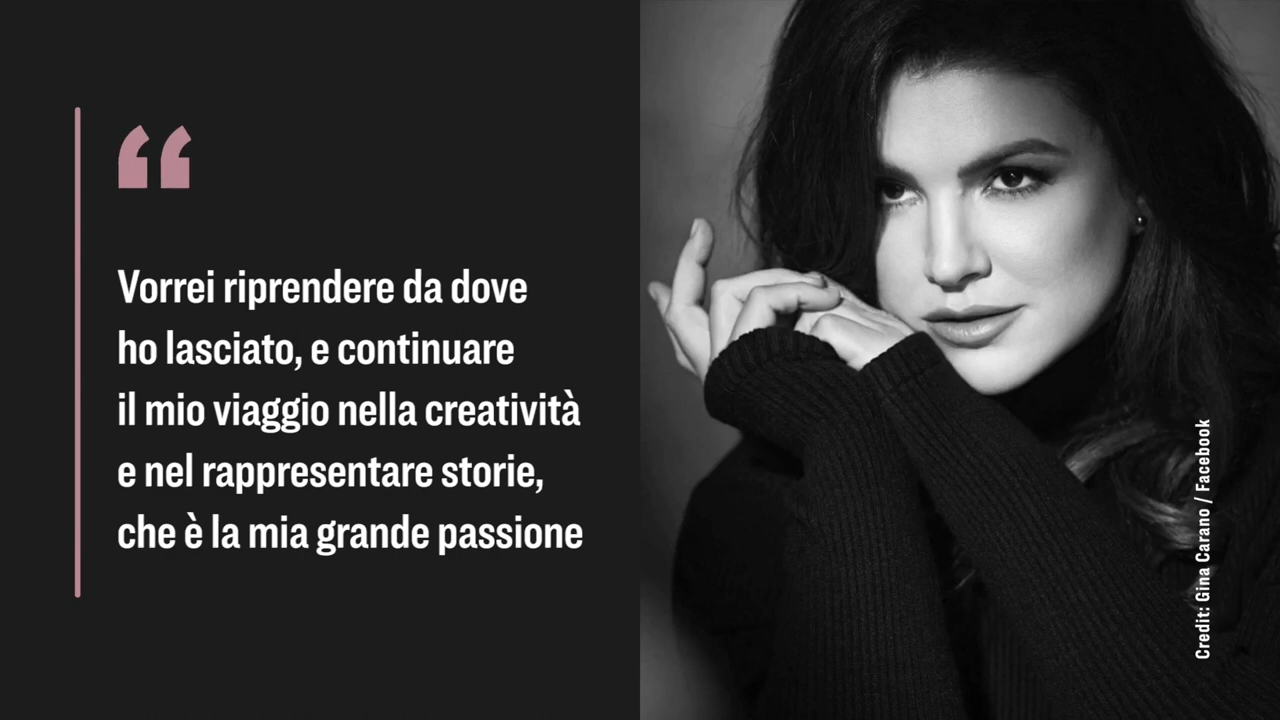 “
Vorrei riprendere da dove
ho lasciato, e continuare
il mio viaggio nella creatività
e nel rappresentare storie,
che è la mia grande passione
Credit: Gina Carano / Facebook